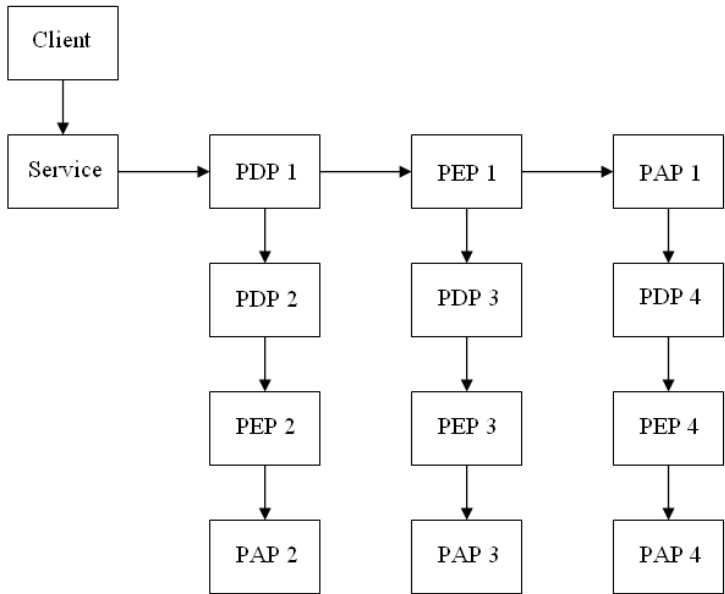 Client
Service
PDP 1
PEP 1
PAP 1
PDP 2
PDP 3
PDP 4
PEP 2
PEP 3
PEP 4
PAP 2
PAP 3
PAP 4